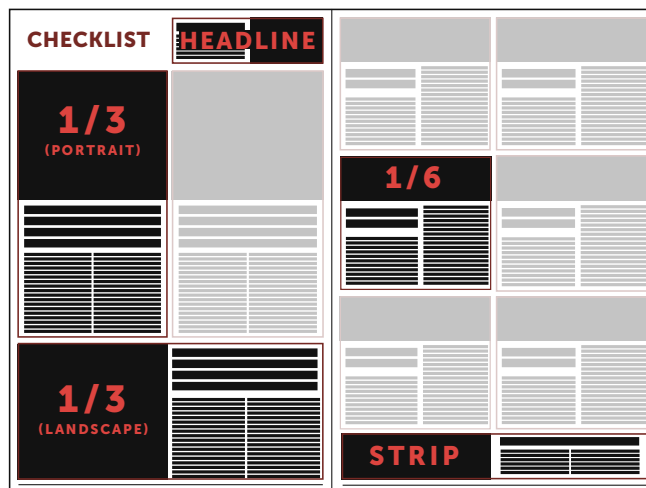 CHECKLIST
HEADLINE
1/3
(PORTRAIT)
1/3
(LANDSCAPE)
1/6
STRIP